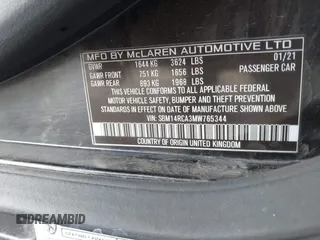 MFD BY McLAREN AUTOMOTIVE LTD
GVWR 1644 KG 3624 LBS 01/21
GAWR FRONT 751 KG 1656 LBS PASSENGER CAR
GAWR REAR 893 KG 1968 LBS
THIS VEHICLE CONFORMS TO ALL APPLICABLE FEDERAL
MOTOR VEHICLE SAFETY, BUMPER, AND THEFT PREVENTION
STANDARDS IN EFFECT ON THE DATE OF MANUFACTURE SHOWN ABOVE
VIN: SBM14RCA3MW765344
COUNTRY OF ORIGIN UNITED KINGDOM
DREAMBID